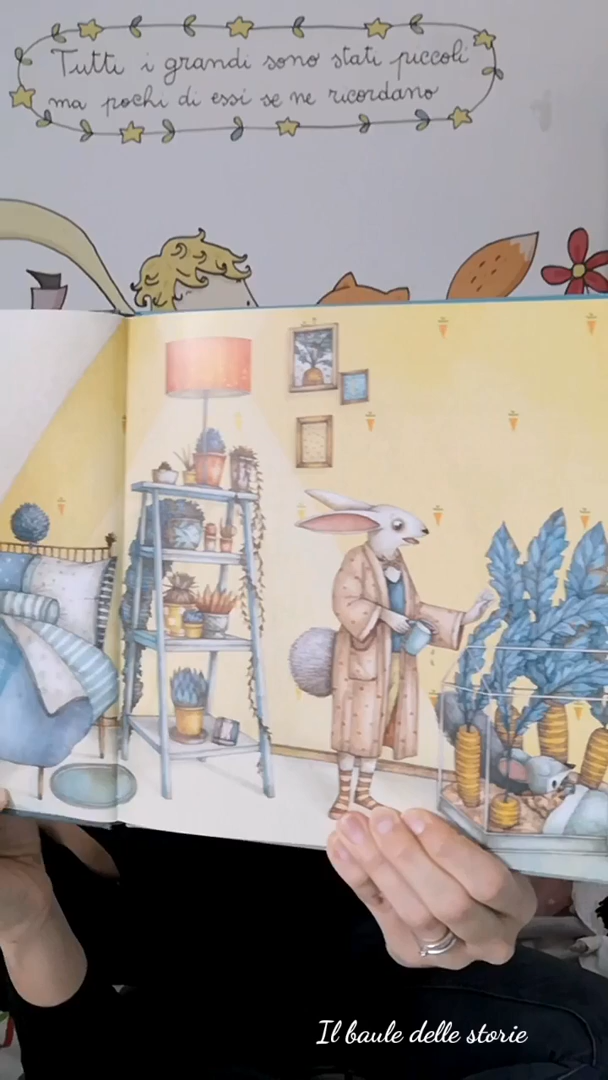 Tutti i grandi sono stati piccoli
ma pochi di essi se ne ricordano
Il baule delle storie